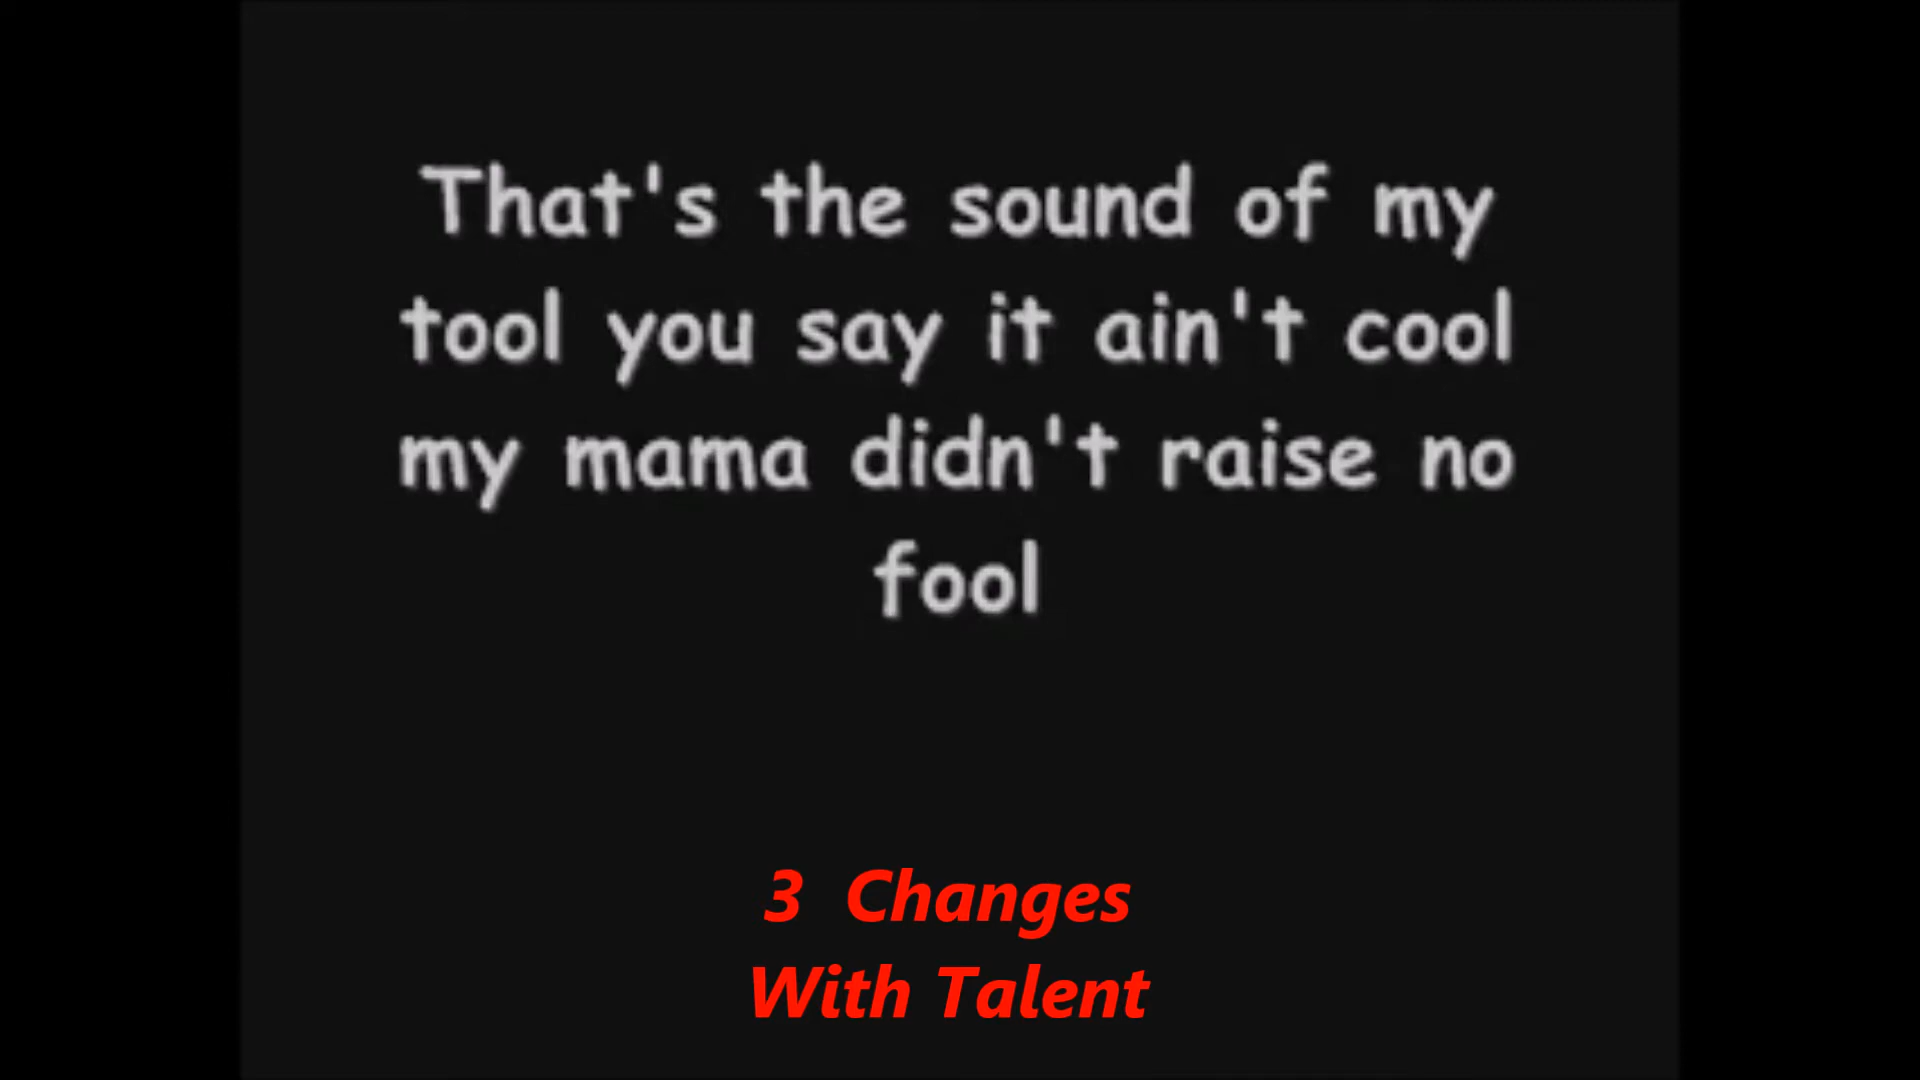 That's the sound of my
tool you say it ain't cool
my mama didn't raise no
fool
3 Changes
With Talent